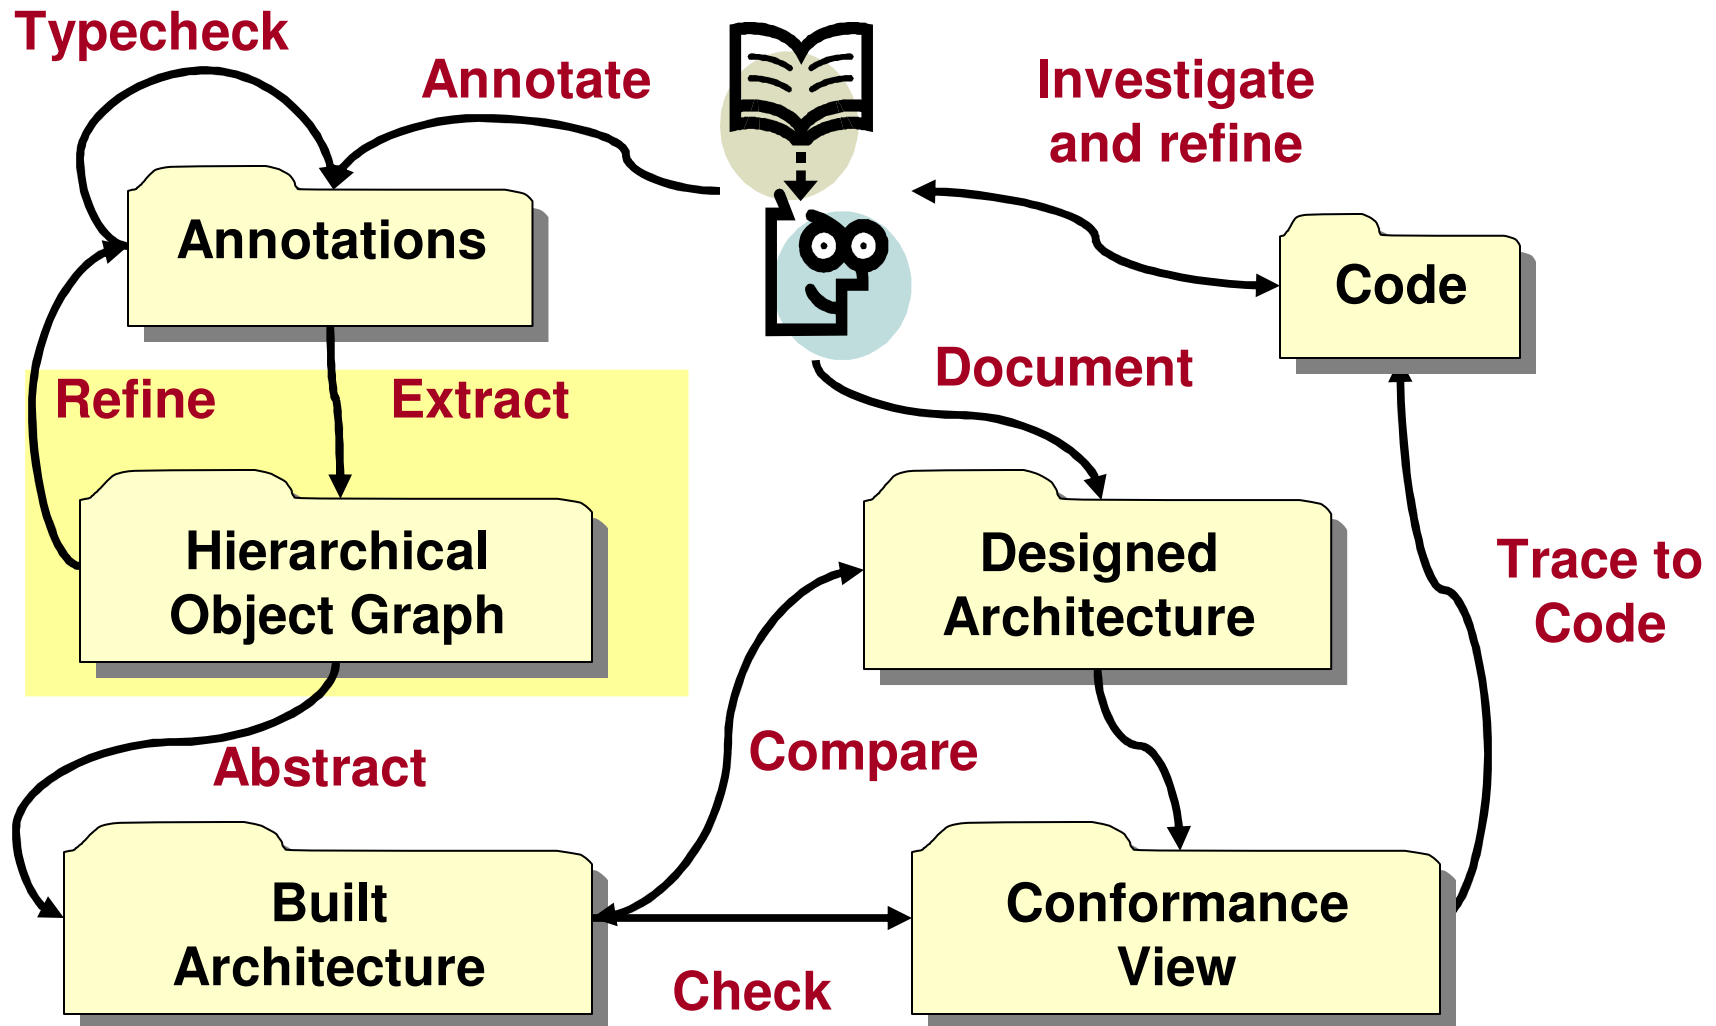 Typecheck
Annotate
Investigate
and refine
Annotations
Code
Document
Refine
Extract
Hierarchical
Object Graph
Designed
Architecture
Trace to
Code
Abstract
Compare
Built
Architecture
Conformance
View
Check